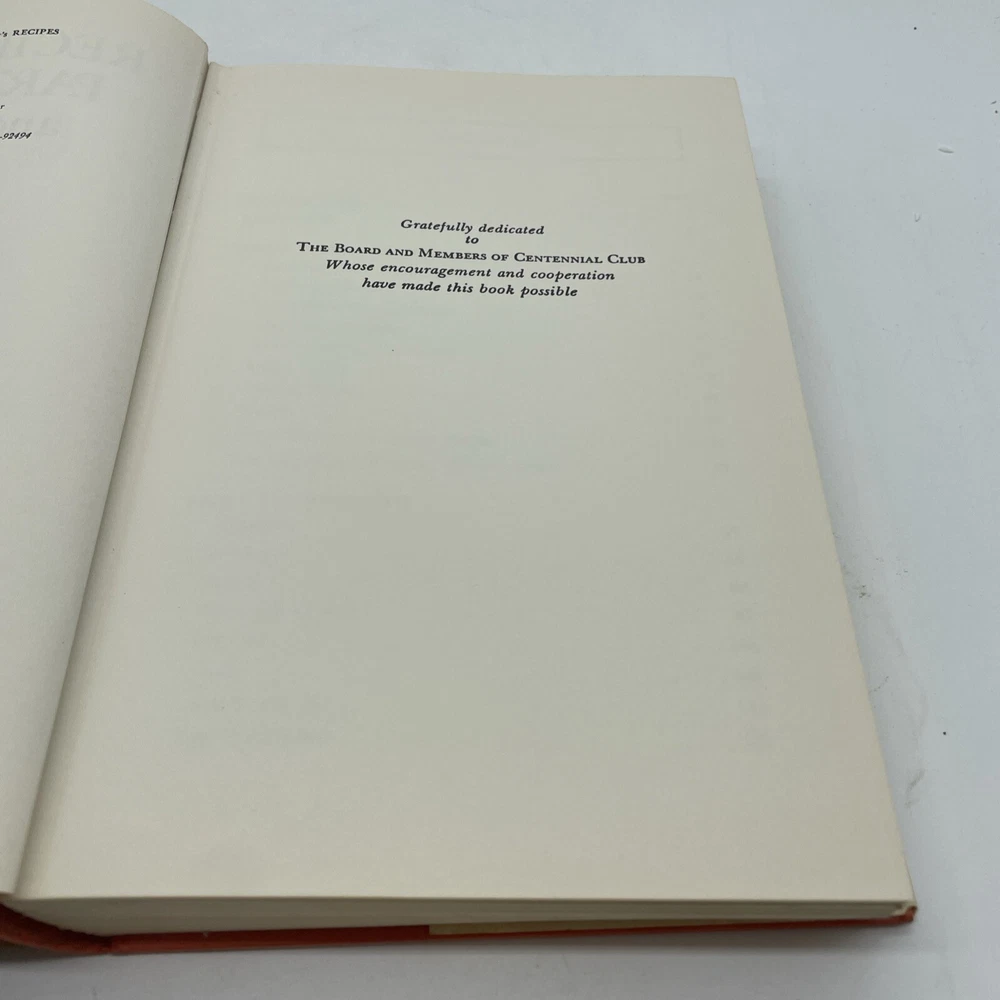 's RECIPES
r
-92494
Gratefully dedicated
to
THE BOARD AND MEMBERS OF CENTENNIAL CLUB
Whose encouragement and cooperation
have made this book possible